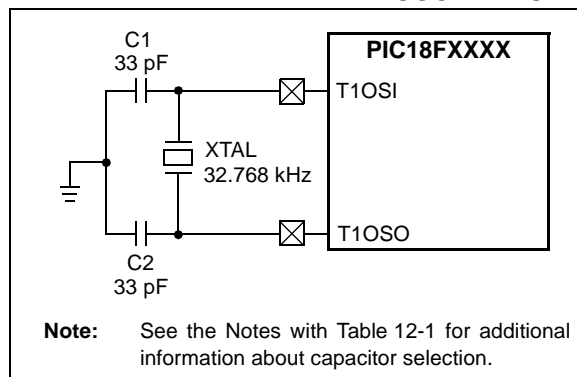 C1
33 pF
PIC18FXXXX
T1OSI
XTAL
32.768 kHz
T1OSO
C2
33 pF
Note: See the Notes with Table 12-1 for additional
information about capacitor selection.